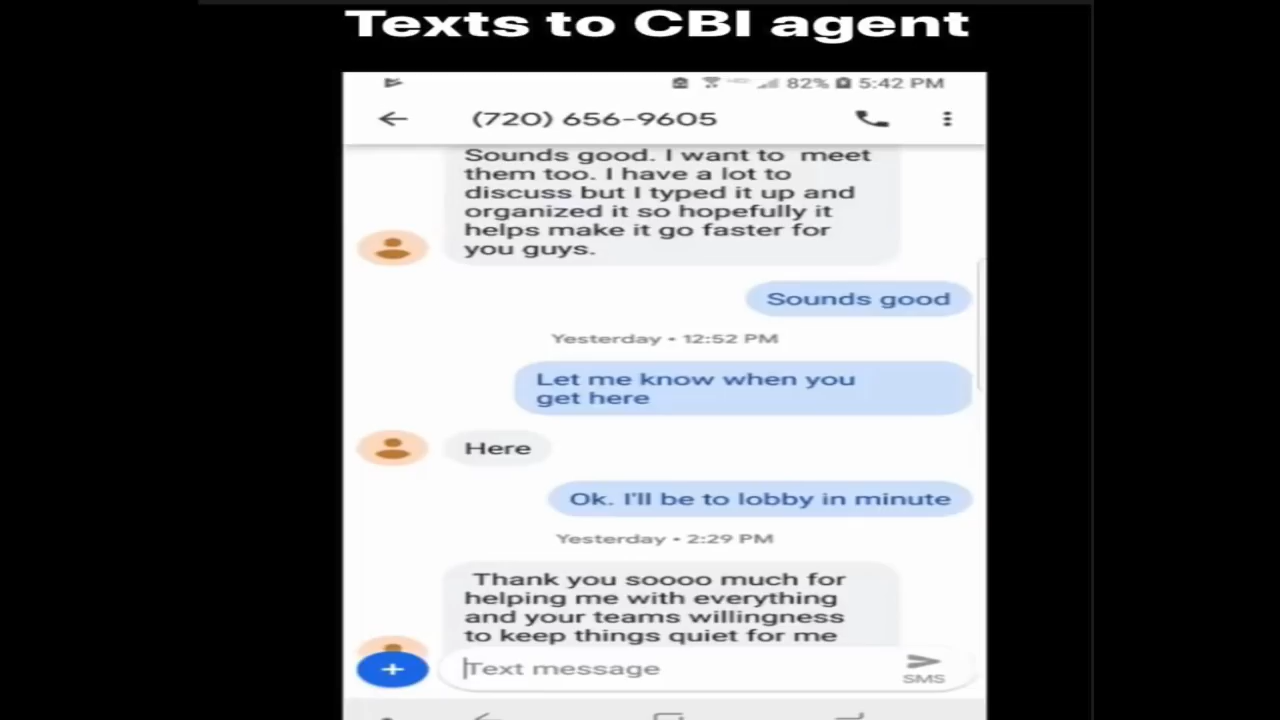 Texts to CBI agent
82% 5:42 PM
(720) 656-9605
Sounds good. I want to meet
them too. I have a lot to
discuss but I typed it up and
organized it so hopefully it
helps make it go faster for
you guys.
Sounds good
Yesterday • 12:52 PM
Let me know when you
get here
Here
Ok. I'll be to lobby in minute
Yesterday • 2:29 PM
Thank you soooo much for
helping me with everything
and your teams willingness
to keep things quiet for me
Text message
SMS